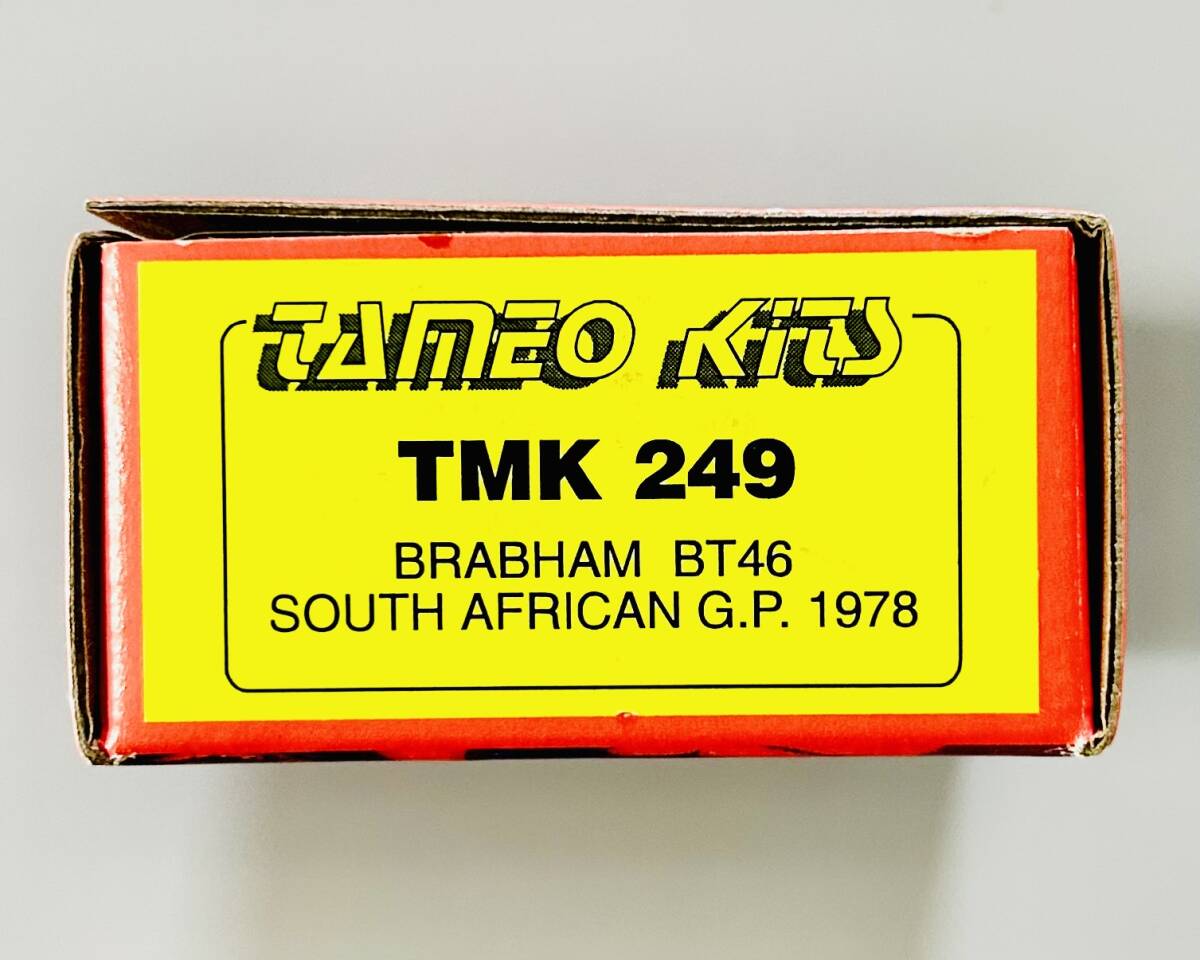 TAMEO KiTS
TMK 249
BRABHAM BT46
SOUTH AFRICAN G.P. 1978